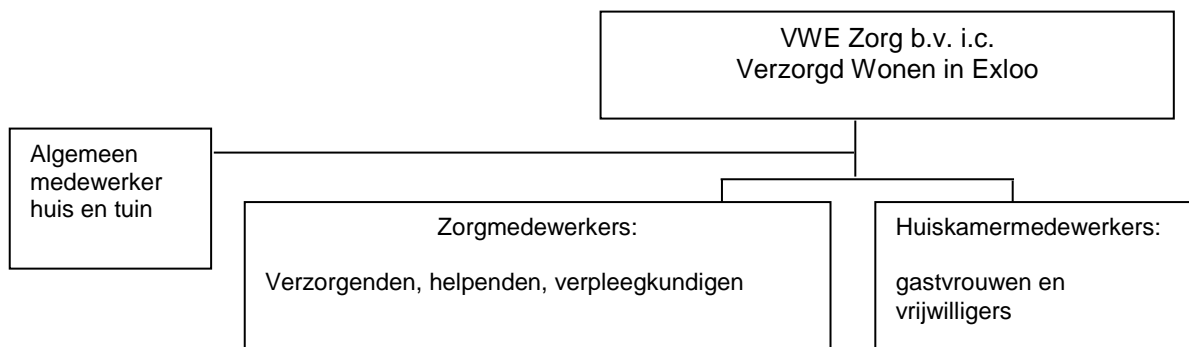 VWE Zorg b.v. i.c.
Verzorgd Wonen in Exloo
Algemeen
medewerker
huis en tuin
Zorgmedewerkers:
Verzorgenden, helpenden, verpleegkundigen
Huiskamermedewerkers:
gastvrouwen en
vrijwilligers